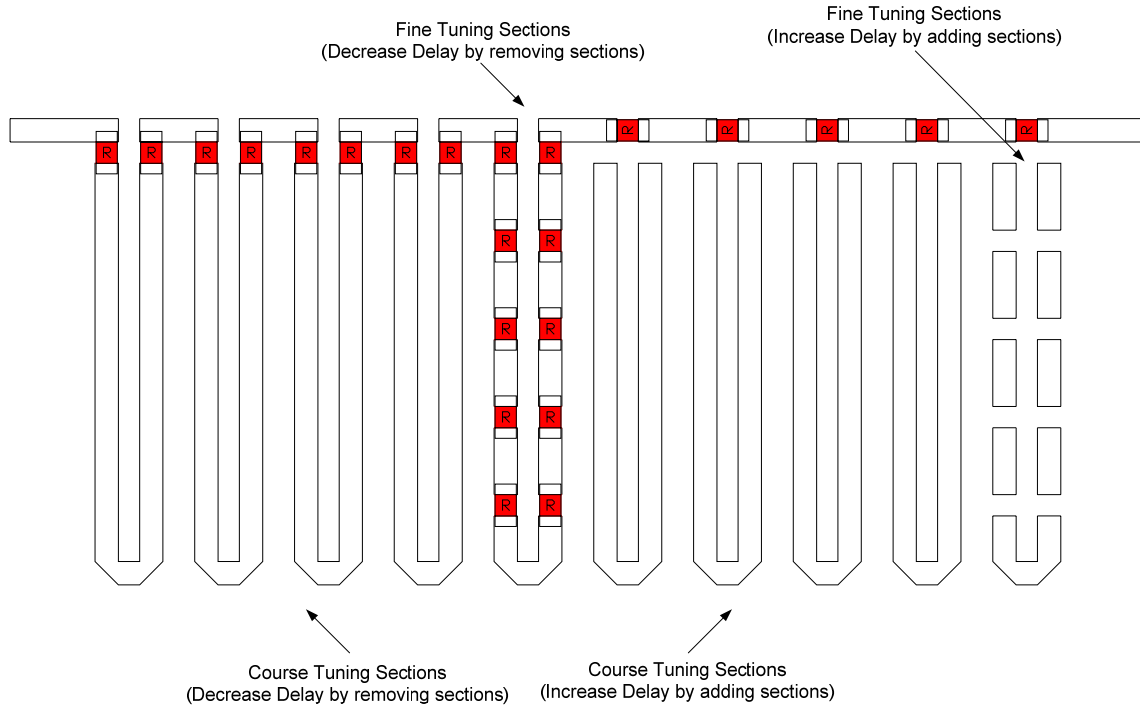 Fine Tuning Sections
(Decrease Delay by removing sections)
Fine Tuning Sections
(Increase Delay by adding sections)
R R R R R R R R R R R R R R R
R R
R R
R R
R R
Course Tuning Sections
(Decrease Delay by removing sections)
Course Tuning Sections
(Increase Delay by adding sections)